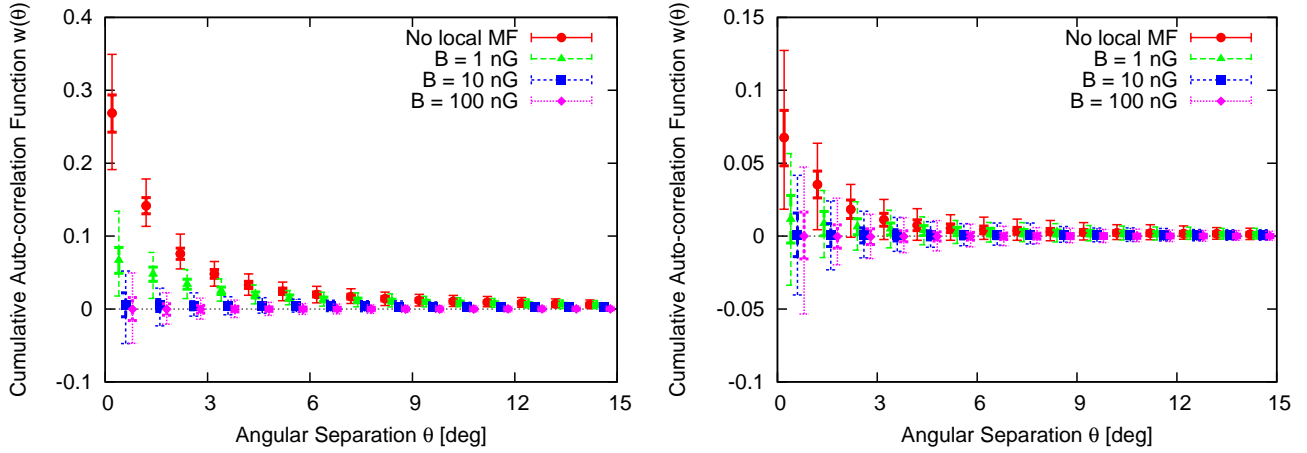 Cumulative Auto-correlation Function w(θ)
0.4
0.3
0.2
0.1
0
-0.1
No local MF
B = 1 nG
B = 10 nG
B = 100 nG
0 3 6 9 12 15
Angular Separation θ [deg]
Cumulative Auto-correlation Function w(θ)
0.15
0.1
0.05
0
-0.05
-0.1
No local MF
B = 1 nG
B = 10 nG
B = 100 nG
0 3 6 9 12 15
Angular Separation θ [deg]